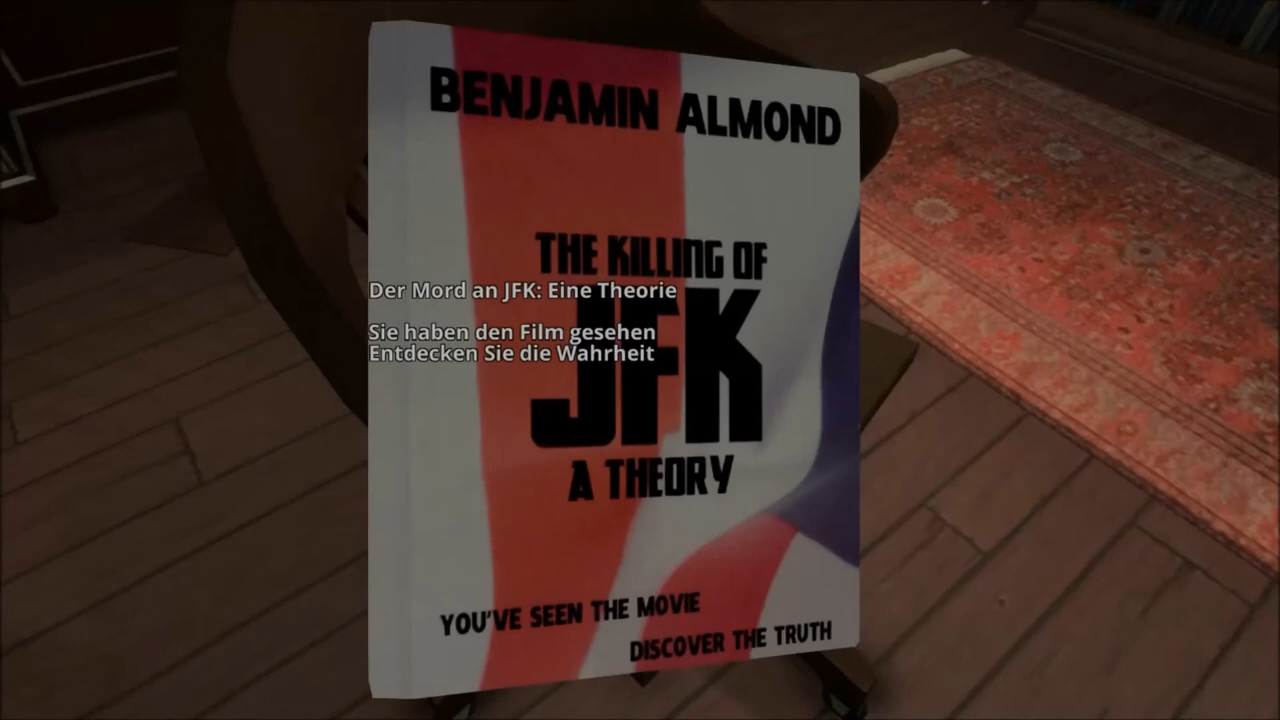 BENJAMIN ALMOND
THE KILLING OF
JFK
A THEORY
YOU'VE SEEN THE MOVIE
DISCOVER THE TRUTH
Der Mord an JFK: Eine Theorie
Sie haben den Film gesehen
Entdecken Sie die Wahrheit